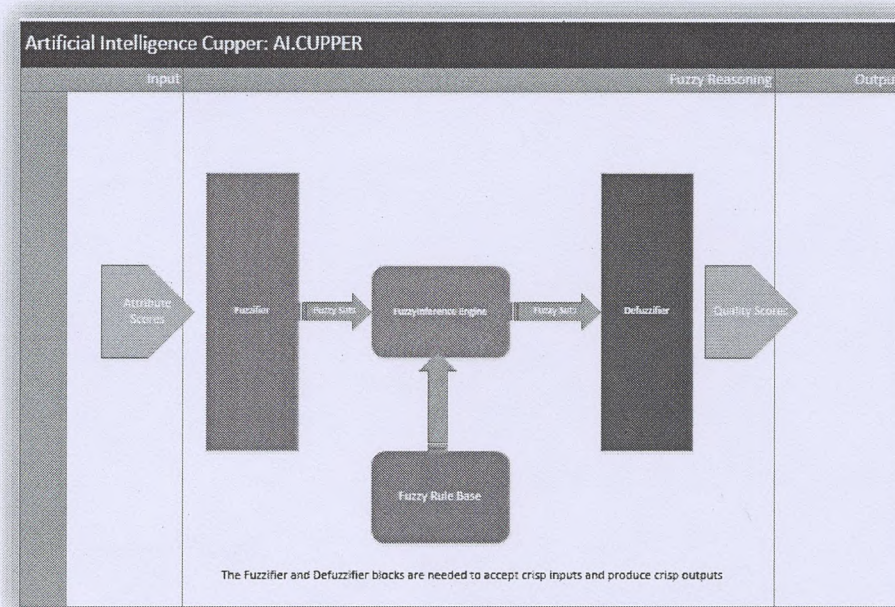 Artificial Intelligence Cupper: AI.CUPPER
Input
Fuzzy Reasoning
Outpu
Attribute
Scores
Fuzzifier
Fuzzy Sets
FuzzyInference Engine
Fuzzy Sets
Defuzzifier
Quality Scores
Fuzzy Rule Base
The Fuzzifier and Defuzzifier blocks are needed to accept crisp inputs and produce crisp outputs